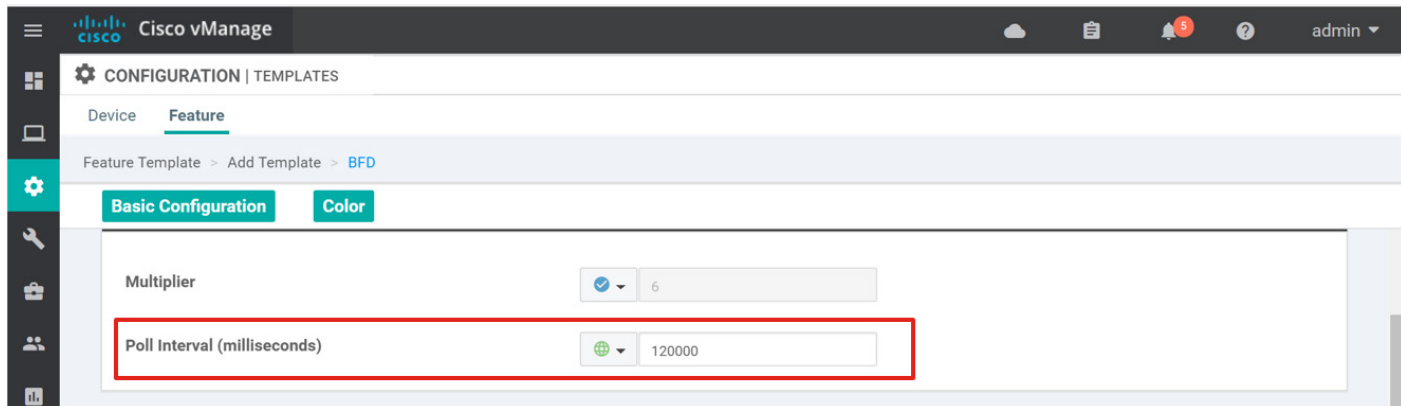 cisco Cisco vManage 5 admin
CONFIGURATION | TEMPLATES
Device Feature
Feature Template > Add Template > BFD
Basic Configuration Color
Multiplier 6
Poll Interval (milliseconds) 120000